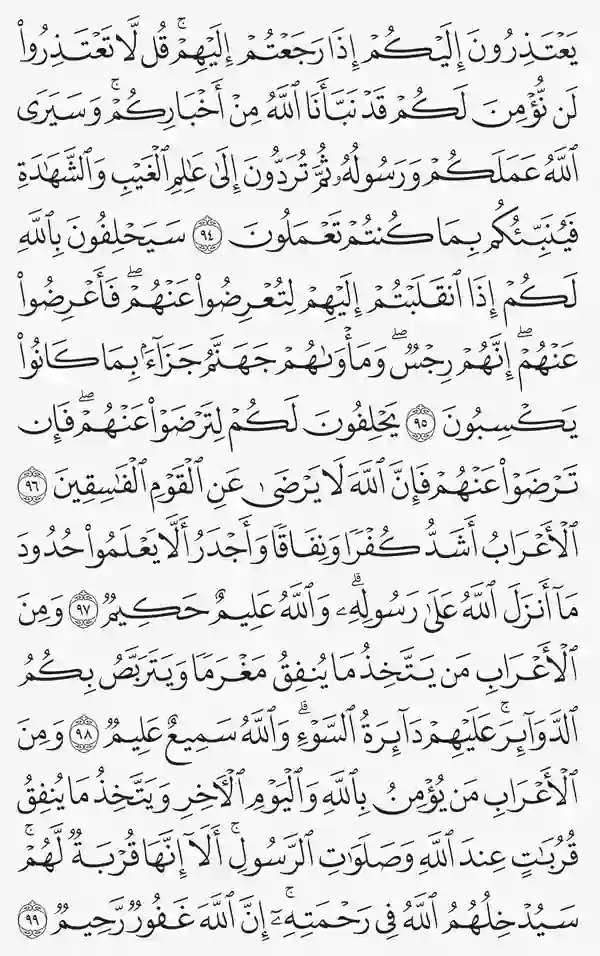 يَعۡتَذِرُونَ إِلَيۡكُمۡ إِذَا رَجَعۡتُمۡ إِلَيۡهِمۡۚ قُل لَّا تَعۡتَذِرُواْ
لَن نُّؤۡمِنَ لَكُمۡ قَدۡ نَبَّأَنَا ٱللَّهُ مِنۡ أَخۡبَارِكُمۡۚ وَسَيَرَى
ٱللَّهُ عَمَلَكُمۡ وَرَسُولُهُۥ ثُمَّ تُرَدُّونَ إِلَىٰ عَٰلِمِ ٱلۡغَيۡبِ وَٱلشَّهَٰدَةِ
فَيُنَبِّئُكُم بِمَا كُنتُمۡ تَعۡمَلُونَ ٩٤ سَيَحۡلِفُونَ بِٱللَّهِ
لَكُمۡ إِذَا ٱنقَلَبۡتُمۡ إِلَيۡهِمۡ لِتُعۡرِضُواْ عَنۡهُمۡۖ فَأَعۡرِضُواْ
عَنۡهُمۡۖ إِنَّهُمۡ رِجۡسٞۖ وَمَأۡوَىٰهُمۡ جَهَنَّمُ جَزَآءَۢ بِمَا كَانُواْ
يَكۡسِبُونَ ٩٥ يَحۡلِفُونَ لَكُمۡ لِتَرۡضَوۡاْ عَنۡهُمۡۖ فَإِن
تَرۡضَوۡاْ عَنۡهُمۡ فَإِنَّ ٱللَّهَ لَا يَرۡضَىٰ عَنِ ٱلۡقَوۡمِ ٱلۡفَٰسِقِينَ ٩٦
ٱلۡأَعۡرَابُ أَشَدُّ كُفۡرٗا وَنِفَاقٗا وَأَجۡدَرُ أَلَّا يَعۡلَمُواْ حُدُودَ
مَآ أَنزَلَ ٱللَّهُ عَلَىٰ رَسُولِهِۦۗ وَٱللَّهُ عَلِيمٌ حَكِيمٞ ٩٧ وَمِنَ
ٱلۡأَعۡرَابِ مَن يَتَّخِذُ مَا يُنفِقُ مَغۡرَمٗا وَيَتَرَبَّصُ بِكُمُ
ٱلدَّوَآئِرَۚ عَلَيۡهِمۡ دَآئِرَةُ ٱلسَّوۡءِۗ وَٱللَّهُ سَمِيعٌ عَلِيمٞ ٩٨ وَمِنَ
ٱلۡأَعۡرَابِ مَن يُؤۡمِنُ بِٱللَّهِ وَٱلۡيَوۡمِ ٱلۡأٓخِرِ وَيَتَّخِذُ مَا يُنفِقُ
قُرُبَٰتٍ عِندَ ٱللَّهِ وَصَلَوَٰتِ ٱلرَّسُولِۚ أَلَآ إِنَّهَا قُرۡبَةٞ لَّهُمۡۚ
سَيُدۡخِلُهُمُ ٱللَّهُ فِي رَحۡمَتِهِۦٓۚ إِنَّ ٱللَّهَ غَفُورٞ رَّحِيمٞ ٩٩